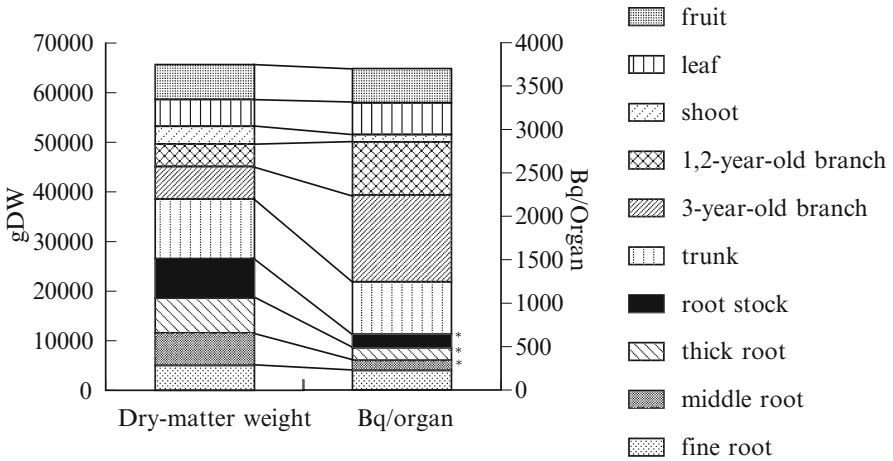 70000
60000
50000
40000
30000
20000
10000
0
gDW
4000
3500
3000
2500
2000
1500
1000
500
0
Bq/Organ
*
*
*
Dry-matter weight
Bq/organ
fruit
leaf
shoot
1,2-year-old branch
3-year-old branch
trunk
root stock
thick root
middle root
fine root